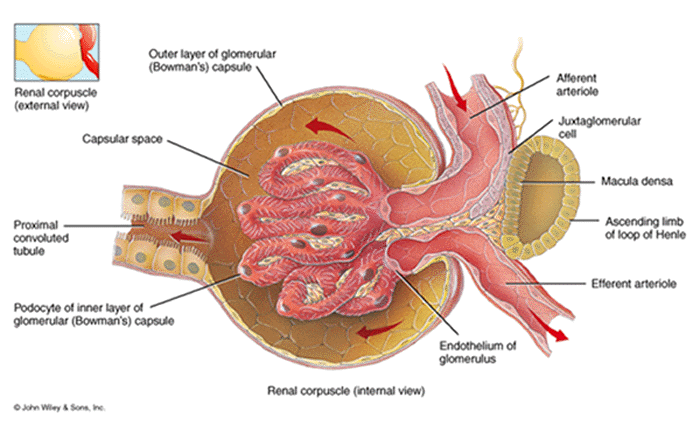 Renal corpuscle
(external view)
Outer layer of glomerular
(Bowman's) capsule
Capsular space
Proximal
convoluted
tubule
Podocyte of inner layer of
glomerular (Bowman's) capsule
Afferent
arteriole
Juxtaglomerular
cell
Macula densa
Ascending limb
of loop of Henle
Efferent arteriole
Endothelium of
glomerulus
Renal corpuscle (internal view)
© John Wiley & Sons, Inc.